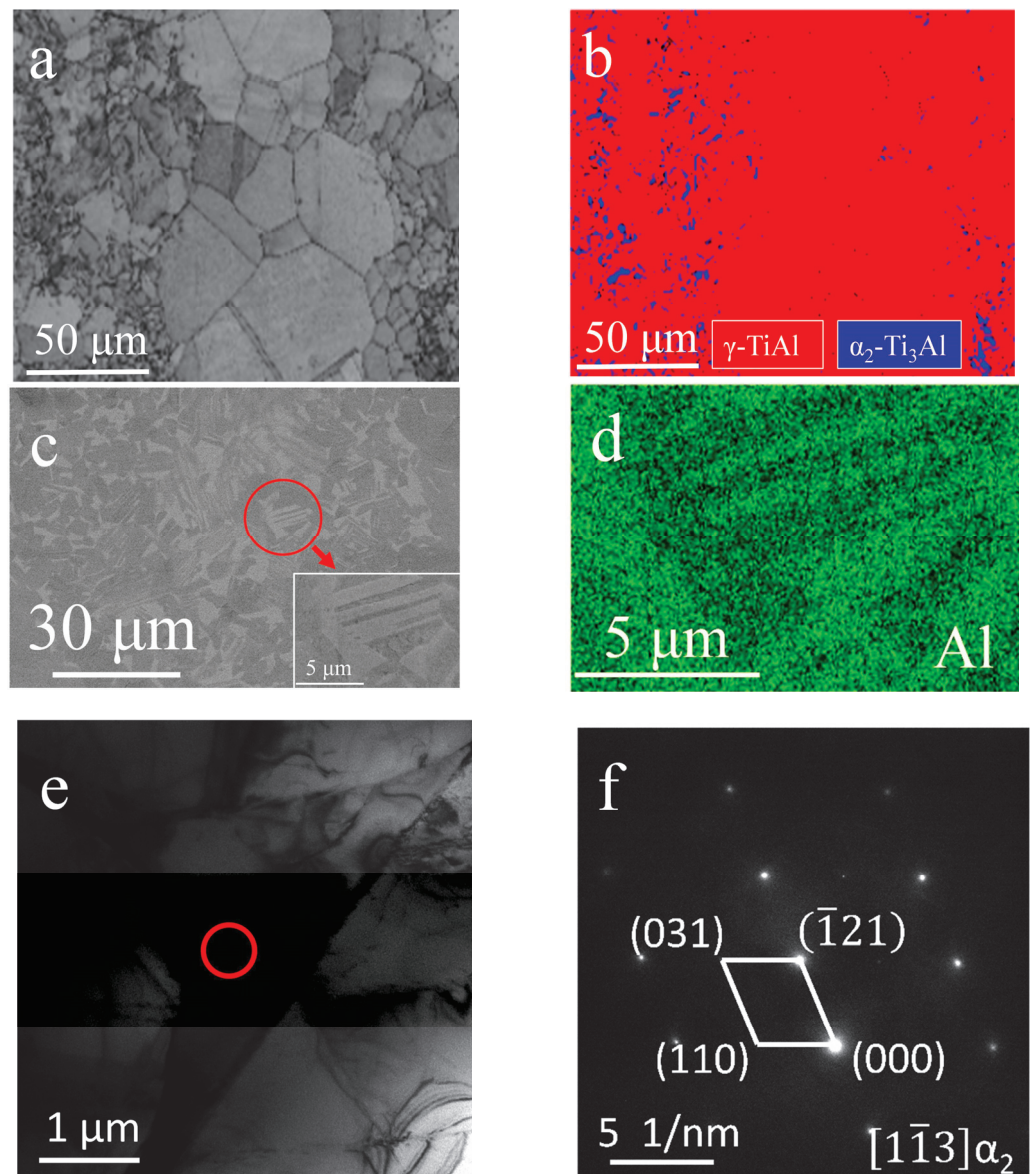 a
50 μm
b
50 μm
γ-TiAl
α₂-Ti₃Al
c
30 μm
5 μm
d
5 μm
Al
e
1 μm
f
(031)
(1̅21)
(110)
(000)
5 1/nm
[11̅3]α₂